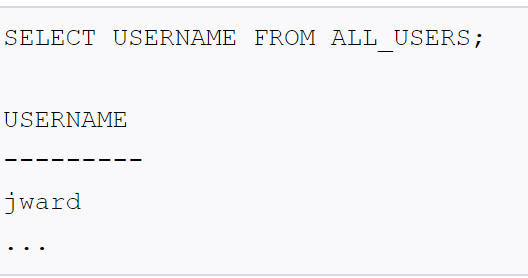 SELECT USERNAME FROM ALL_USERS;
USERNAME
---------
jward
...